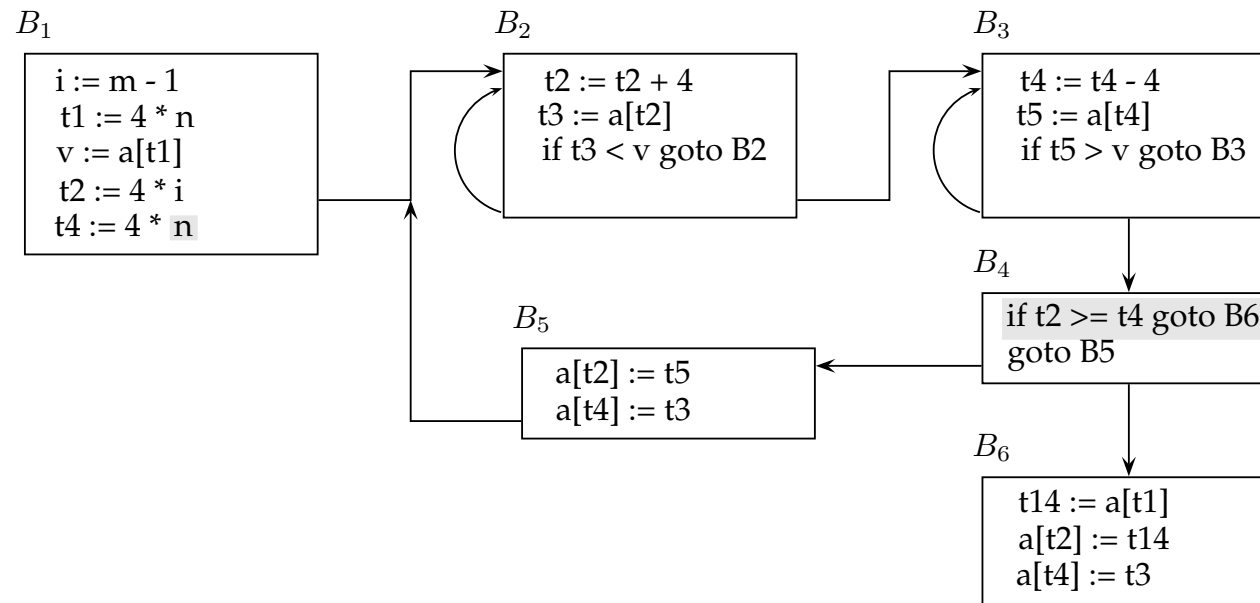 B1
i := m - 1
t1 := 4 * n
v := a[t1]
t2 := 4 * i
t4 := 4 * n
B2
t2 := t2 + 4
t3 := a[t2]
if t3 < v goto B2
B3
t4 := t4 - 4
t5 := a[t4]
if t5 > v goto B3
B4
if t2 >= t4 goto B6
goto B5
B5
a[t2] := t5
a[t4] := t3
B6
t14 := a[t1]
a[t2] := t14
a[t4] := t3